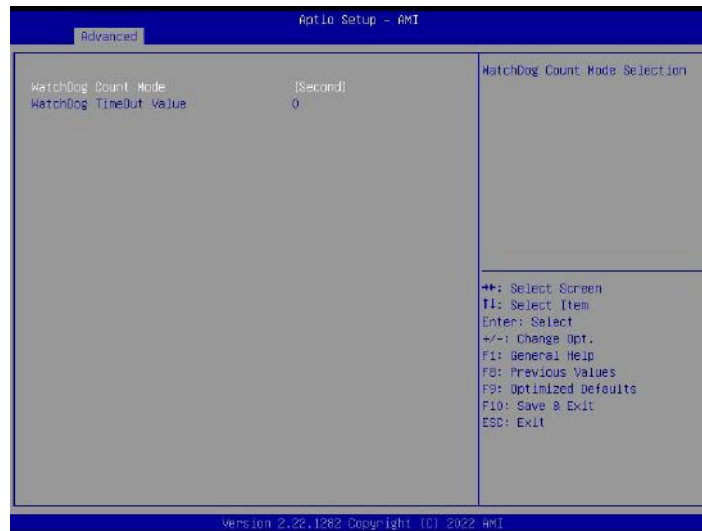 Aptio Setup - AMI
Advanced
WatchDog Count Mode [Second]
WatchDog TimeOut Value 0
WatchDog Count Mode Selection
→←: Select Screen
↑↓: Select Item
Enter: Select
+/-: Change Opt.
F1: General Help
F8: Previous Values
F9: Optimized Defaults
F10: Save & Exit
ESC: Exit
Version 2.22.1282 Copyright (C) 2022 AMI